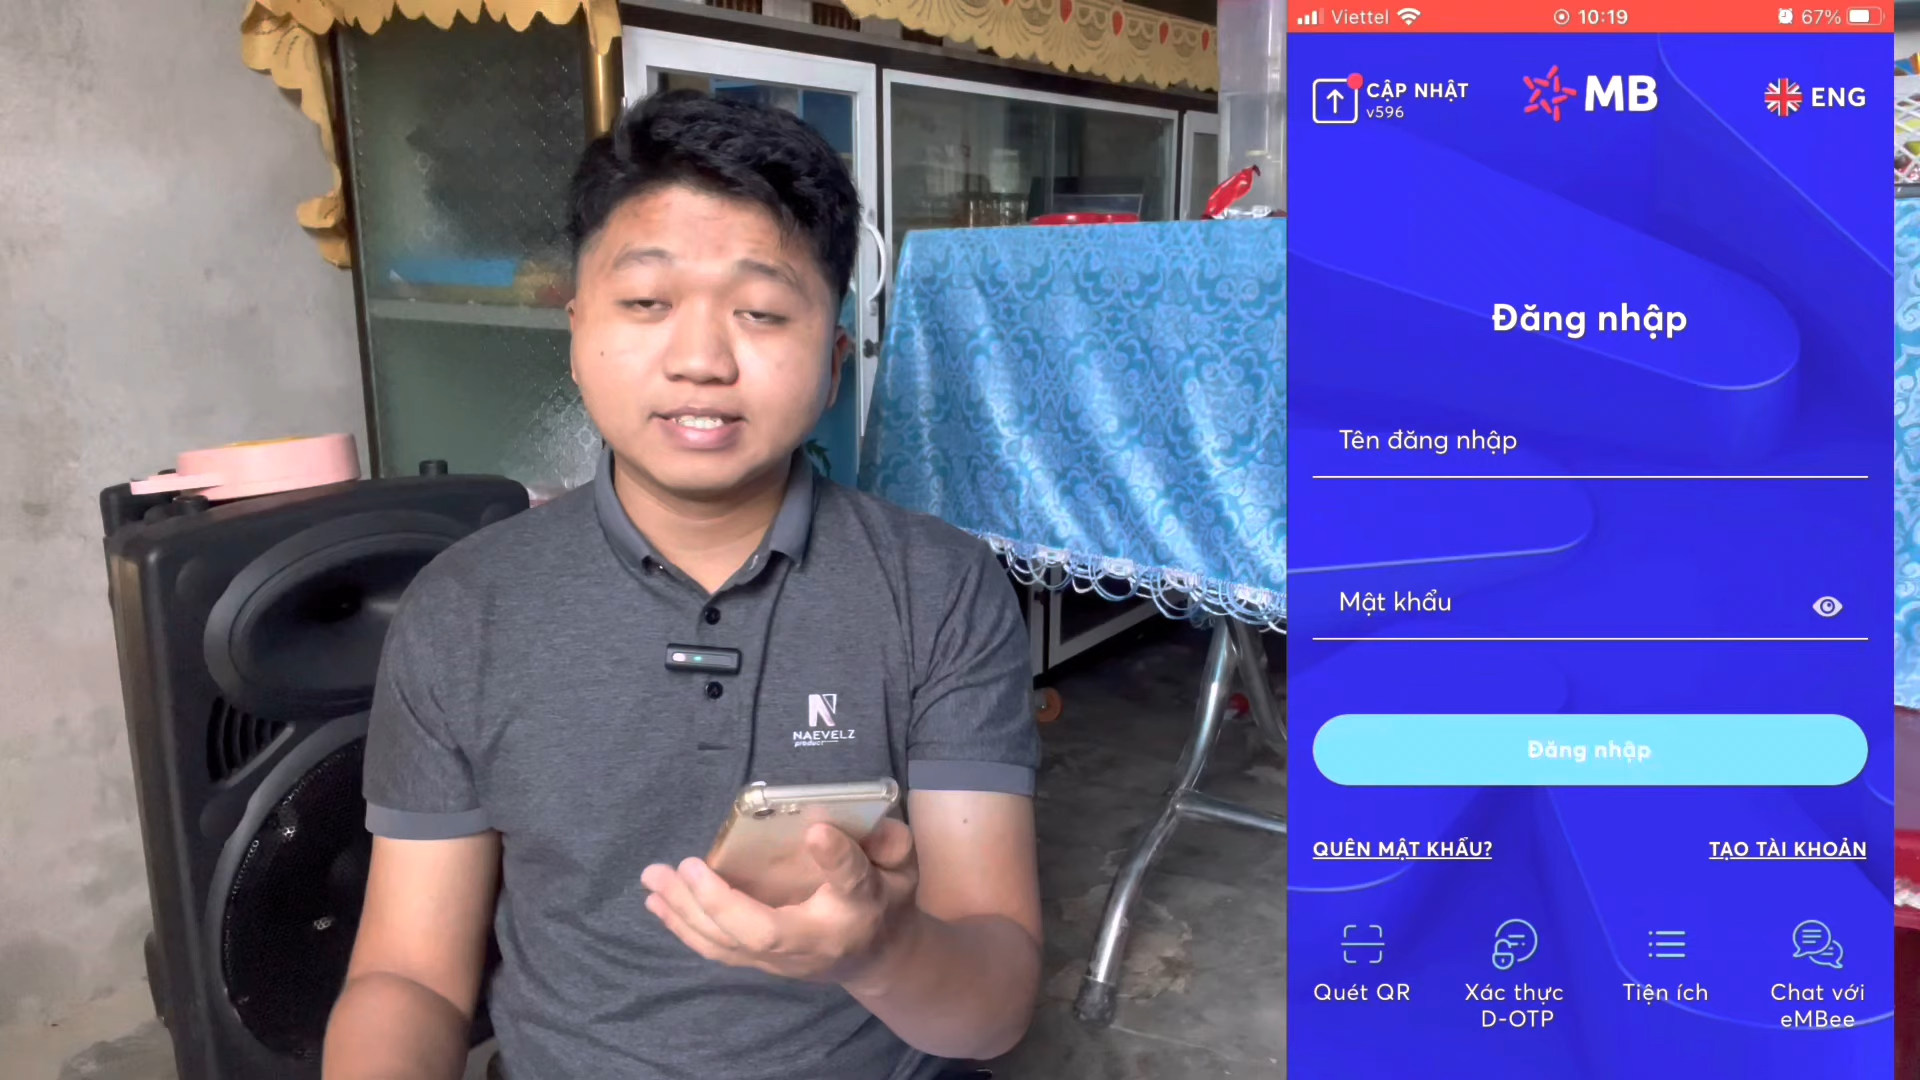 Viettel 10:19 67%
CẬP NHẬT
v596
MB
ENG
Đăng nhập
Tên đăng nhập
Mật khẩu
Đăng nhập
QUÊN MẬT KHẨU?
TẠO TÀI KHOẢN
Quét QR
Xác thực
D-OTP
Tiện ích
Chat với
eMBee
N
NAEVELZ
product